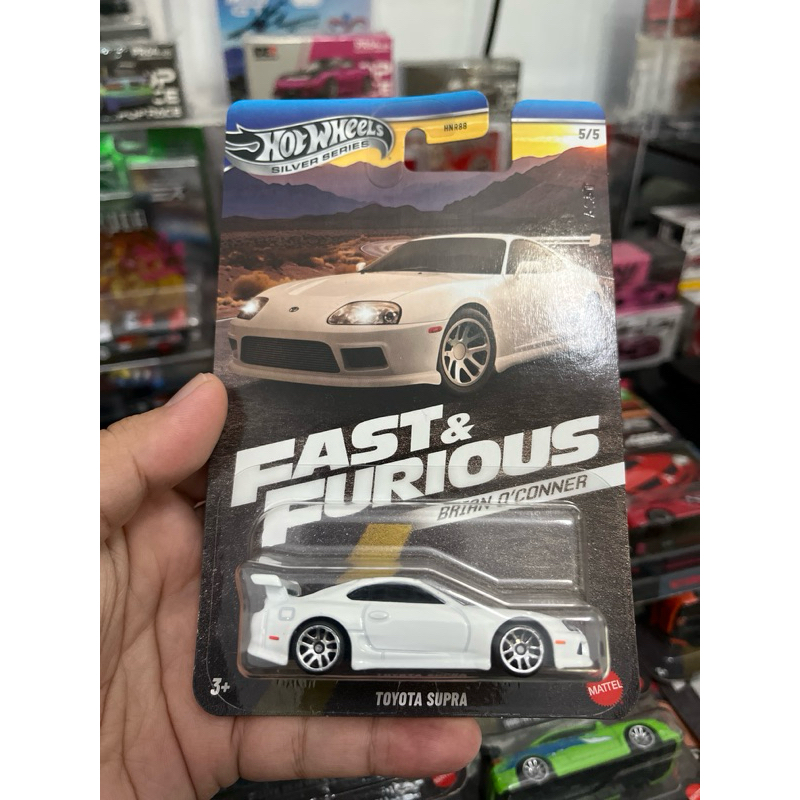 HOT WHEELS
SILVER SERIES
HNR88
5/5
FAST &
FURIOUS
BRIAN O'CONNER
3+
TOYOTA SUPRA
MATTEL